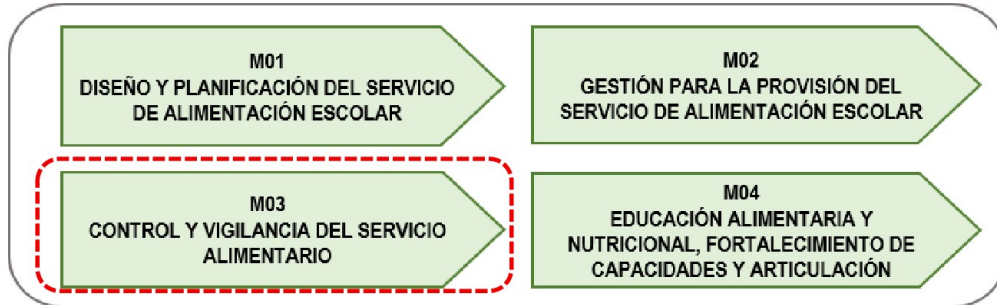 M01
DISEÑO Y PLANIFICACIÓN DEL SERVICIO
DE ALIMENTACIÓN ESCOLAR
M02
GESTIÓN PARA LA PROVISIÓN DEL
SERVICIO DE ALIMENTACIÓN ESCOLAR
M03
CONTROL Y VIGILANCIA DEL SERVICIO
ALIMENTARIO
M04
EDUCACIÓN ALIMENTARIA Y
NUTRICIONAL, FORTALECIMIENTO DE
CAPACIDADES Y ARTICULACIÓN